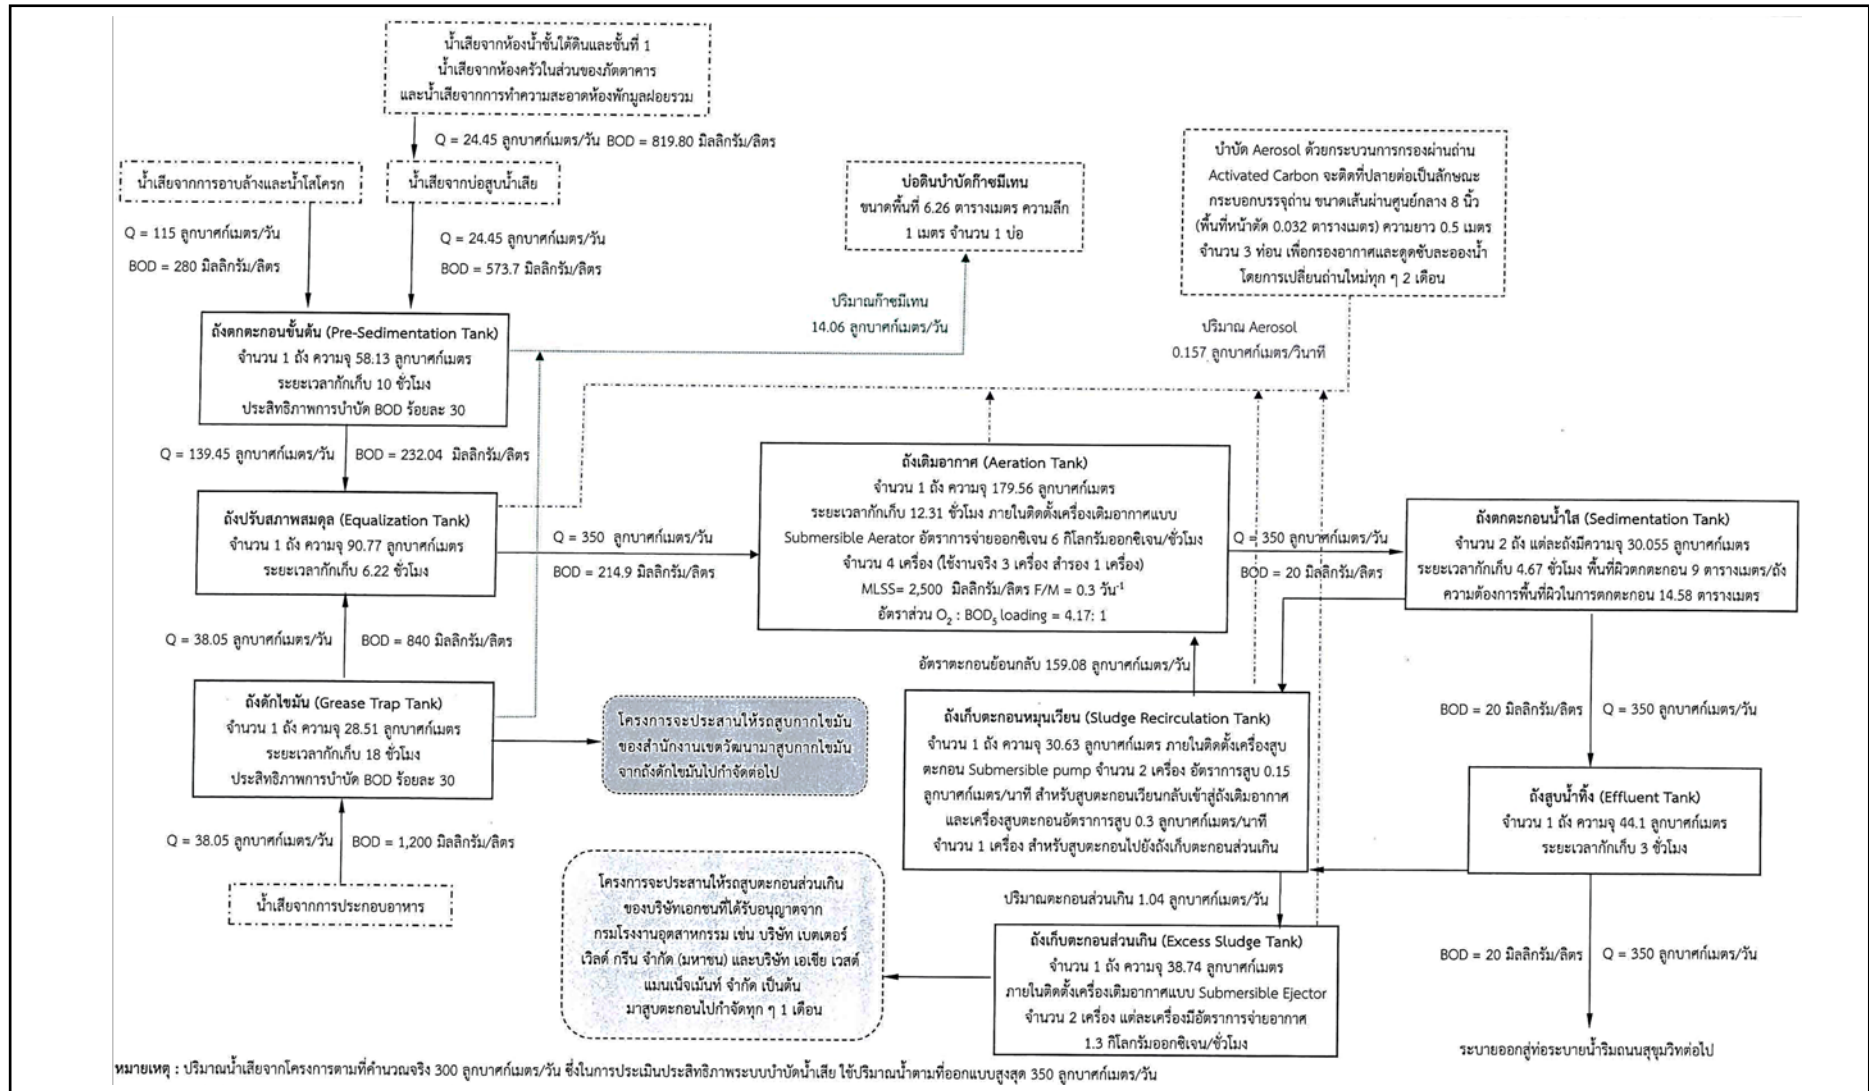 น้ำเสียจากห้องน้ำชั้นใต้ดินและชั้นที่ 1
น้ำเสียจากห้องครัวในส่วนของภัตตาคาร
และน้ำเสียจากการทำความสะอาดห้องพักมูลฝอยรวม
Q = 24.45 ลูกบาศก์เมตร/วัน BOD = 819.80 มิลลิกรัม/ลิตร
น้ำเสียจากการอาบล้างและน้ำโสโครก
น้ำเสียจากบ่อสูบน้ำเสีย
Q = 115 ลูกบาศก์เมตร/วัน
BOD = 280 มิลลิกรัม/ลิตร
Q = 24.45 ลูกบาศก์เมตร/วัน
BOD = 573.7 มิลลิกรัม/ลิตร
บ่อดินบำบัดก๊าซมีเทน
ขนาดพื้นที่ 6.26 ตารางเมตร ความลึก
1 เมตร จำนวน 1 บ่อ
บำบัด Aerosol ด้วยกระบวนการกรองผ่านถ่าน
Activated Carbon จะติดที่ปลายท่อเป็นลักษณะ
กระบอกบรรจุถ่าน ขนาดเส้นผ่านศูนย์กลาง 8 นิ้ว
(พื้นที่หน้าตัด 0.032 ตารางเมตร) ความยาว 0.5 เมตร
จำนวน 3 ท่อน เพื่อกรองอากาศและดูดซับละอองน้ำ
โดยการเปลี่ยนถ่านใหม่ทุก ๆ 2 เดือน
ปริมาณก๊าซมีเทน
14.06 ลูกบาศก์เมตร/วัน
ปริมาณ Aerosol
0.157 ลูกบาศก์เมตร/วินาที
ถังตกตะกอนขั้นต้น (Pre-Sedimentation Tank)
จำนวน 1 ถัง ความจุ 58.13 ลูกบาศก์เมตร
ระยะเวลากักเก็บ 10 ชั่วโมง
ประสิทธิภาพการบำบัด BOD ร้อยละ 30
Q = 139.45 ลูกบาศก์เมตร/วัน
BOD = 232.04 มิลลิกรัม/ลิตร
ถังปรับสภาพสมดุล (Equalization Tank)
จำนวน 1 ถัง ความจุ 90.77 ลูกบาศก์เมตร
ระยะเวลากักเก็บ 6.22 ชั่วโมง
Q = 350 ลูกบาศก์เมตร/วัน
BOD = 214.9 มิลลิกรัม/ลิตร
ถังเติมอากาศ (Aeration Tank)
จำนวน 1 ถัง ความจุ 179.56 ลูกบาศก์เมตร
ระยะเวลากักเก็บ 12.31 ชั่วโมง ภายในติดตั้งเครื่องเติมอากาศแบบ
Submersible Aerator อัตราการจ่ายออกซิเจน 6 กิโลกรัมออกซิเจน/ชั่วโมง
จำนวน 4 เครื่อง (ใช้งานจริง 3 เครื่อง สำรอง 1 เครื่อง)
MLSS= 2,500 มิลลิกรัม/ลิตร F/M = 0.3 วัน⁻¹
อัตราส่วน O₂ : BOD₅ loading = 4.17: 1
Q = 350 ลูกบาศก์เมตร/วัน
BOD = 20 มิลลิกรัม/ลิตร
ถังตกตะกอนน้ำใส (Sedimentation Tank)
จำนวน 2 ถัง แต่ละถังมีความจุ 30.055 ลูกบาศก์เมตร
ระยะเวลากักเก็บ 4.67 ชั่วโมง พื้นที่ผิวตกตะกอน 9 ตารางเมตร/ถัง
ความต้องการพื้นที่ผิวในการตกตะกอน 14.58 ตารางเมตร
Q = 38.05 ลูกบาศก์เมตร/วัน
BOD = 840 มิลลิกรัม/ลิตร
อัตราตะกอนย้อนกลับ 159.08 ลูกบาศก์เมตร/วัน
ถังดักไขมัน (Grease Trap Tank)
จำนวน 1 ถัง ความจุ 28.51 ลูกบาศก์เมตร
ระยะเวลากักเก็บ 18 ชั่วโมง
ประสิทธิภาพการบำบัด BOD ร้อยละ 30
โครงการจะประสานให้รถสูบกากไขมัน
ของสำนักงานเขตวัฒนามาสูบกากไขมัน
จากถังดักไขมันไปกำจัดต่อไป
ถังเก็บตะกอนหมุนเวียน (Sludge Recirculation Tank)
จำนวน 1 ถัง ความจุ 30.63 ลูกบาศก์เมตร ภายในติดตั้งเครื่องสูบ
ตะกอน Submersible pump จำนวน 2 เครื่อง อัตราการสูบ 0.15
ลูกบาศก์เมตร/นาที สำหรับสูบตะกอนเวียนกลับเข้าสู่ถังเติมอากาศ
และเครื่องสูบตะกอนอัตราการสูบ 0.3 ลูกบาศก์เมตร/นาที
จำนวน 1 เครื่อง สำหรับสูบตะกอนไปยังถังเก็บตะกอนส่วนเกิน
BOD = 20 มิลลิกรัม/ลิตร
Q = 350 ลูกบาศก์เมตร/วัน
ถังสูบน้ำทิ้ง (Effluent Tank)
จำนวน 1 ถัง ความจุ 44.1 ลูกบาศก์เมตร
ระยะเวลากักเก็บ 3 ชั่วโมง
Q = 38.05 ลูกบาศก์เมตร/วัน
BOD = 1,200 มิลลิกรัม/ลิตร
น้ำเสียจากการประกอบอาหาร
โครงการจะประสานให้รถสูบตะกอนส่วนเกิน
ของบริษัทเอกชนที่ได้รับอนุญาตจาก
กรมโรงงานอุตสาหกรรม เช่น บริษัท เบตเตอร์
เวิลด์ กรีน จำกัด (มหาชน) และบริษัท เอเชีย เวสต์
แมนเน็จเม้นท์ จำกัด เป็นต้น
มาสูบตะกอนไปกำจัดทุก ๆ 1 เดือน
ปริมาณตะกอนส่วนเกิน 1.04 ลูกบาศก์เมตร/วัน
ถังเก็บตะกอนส่วนเกิน (Excess Sludge Tank)
จำนวน 1 ถัง ความจุ 38.74 ลูกบาศก์เมตร
ภายในติดตั้งเครื่องเติมอากาศแบบ Submersible Ejector
จำนวน 2 เครื่อง แต่ละเครื่องมีอัตราการจ่ายอากาศ
1.3 กิโลกรัมออกซิเจน/ชั่วโมง
BOD = 20 มิลลิกรัม/ลิตร
Q = 350 ลูกบาศก์เมตร/วัน
ระบายออกสู่ท่อระบายน้ำริมถนนสุขุมวิทต่อไป
หมายเหตุ : ปริมาณน้ำเสียจากโครงการตามที่คำนวณจริง 300 ลูกบาศก์เมตร/วัน ซึ่งในการประเมินประสิทธิภาพระบบบำบัดน้ำเสีย ใช้ปริมาณน้ำตามที่ออกแบบสูงสุด 350 ลูกบาศก์เมตร/วัน